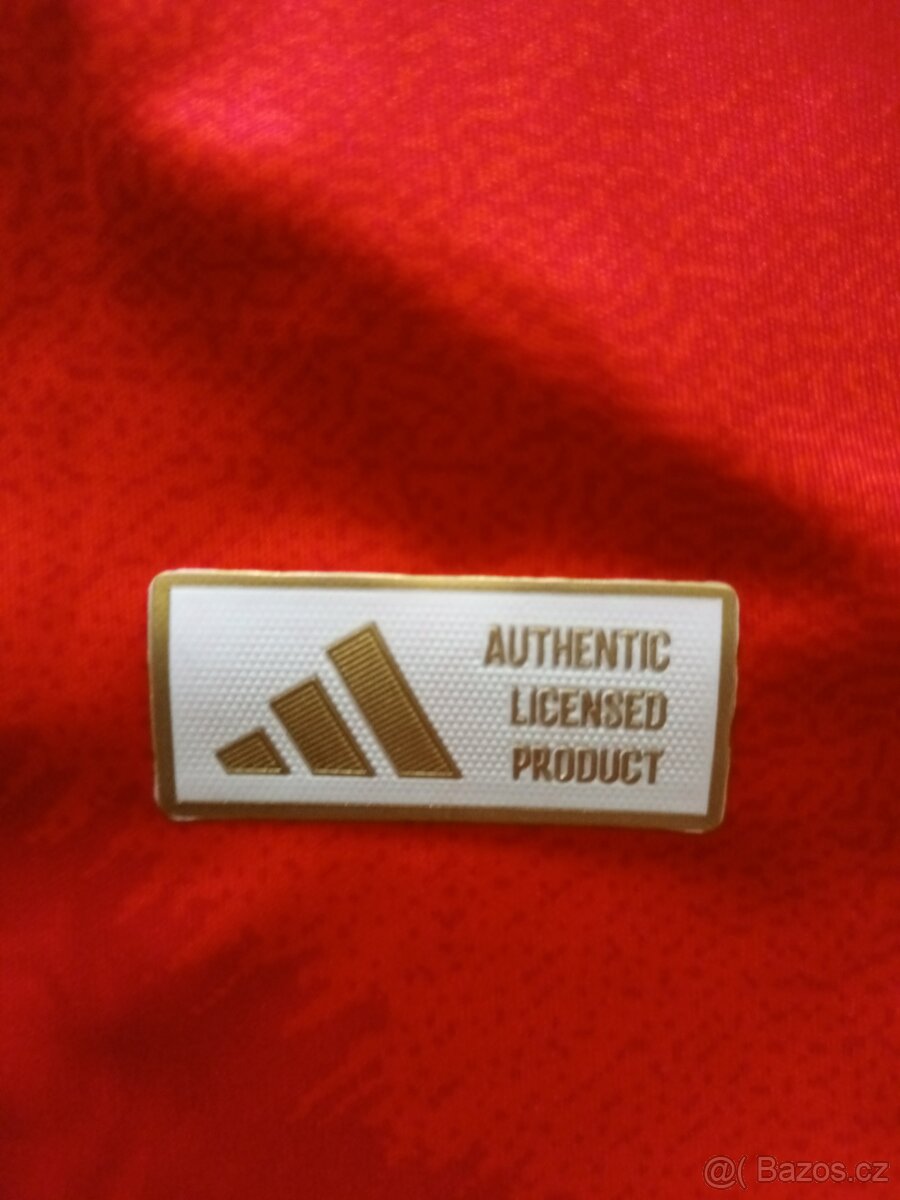 AUTHENTIC
LICENSED
PRODUCT
@( Bazos.cz